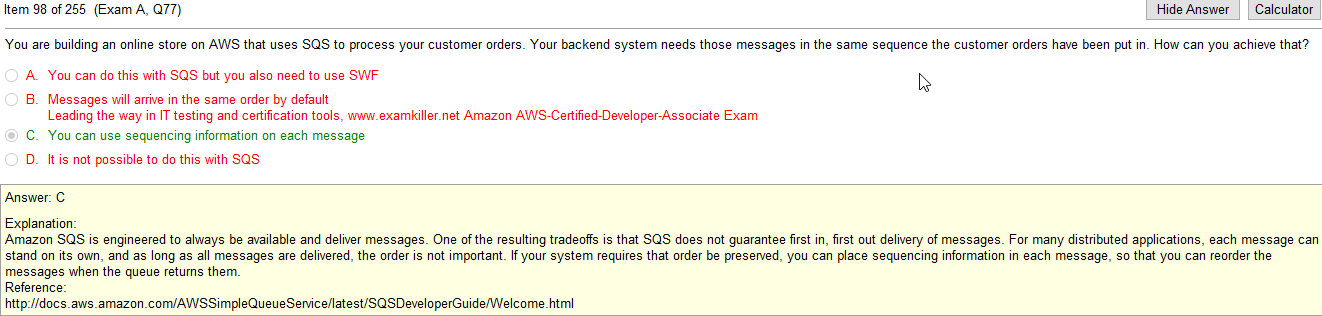 Item 98 of 255 (Exam A, Q77)
Hide Answer
Calculator
You are building an online store on AWS that uses SQS to process your customer orders. Your backend system needs those messages in the same sequence the customer orders have been put in. How can you achieve that?
A. You can do this with SQS but you also need to use SWF
B. Messages will arrive in the same order by default
Leading the way in IT testing and certification tools, www.examkiller.net Amazon AWS-Certified-Developer-Associate Exam
C. You can use sequencing information on each message
D. It is not possible to do this with SQS
Answer: C
Explanation:
Amazon SQS is engineered to always be available and deliver messages. One of the resulting tradeoffs is that SQS does not guarantee first in, first out delivery of messages. For many distributed applications, each message can
stand on its own, and as long as all messages are delivered, the order is not important. If your system requires that order be preserved, you can place sequencing information in each message, so that you can reorder the
messages when the queue returns them.
Reference:
http://docs.aws.amazon.com/AWSSimpleQueueService/latest/SQSDeveloperGuide/Welcome.html